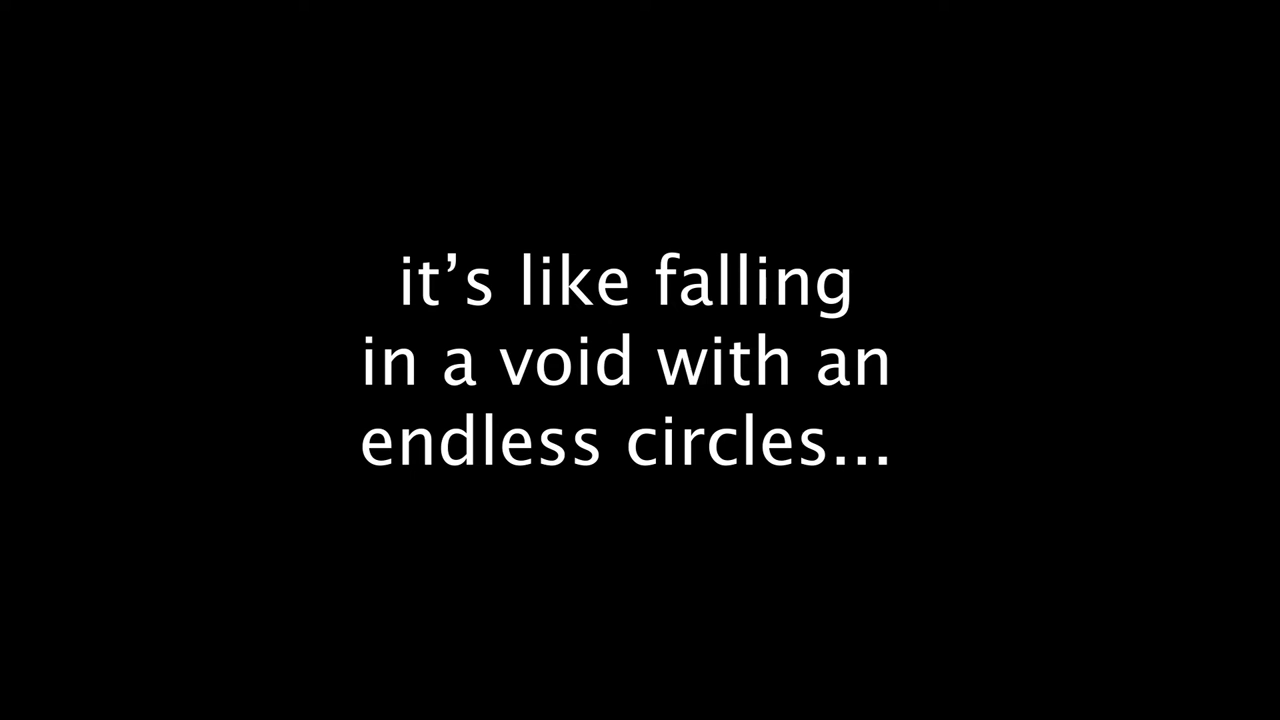 it’s like falling
in a void with an
endless circles...